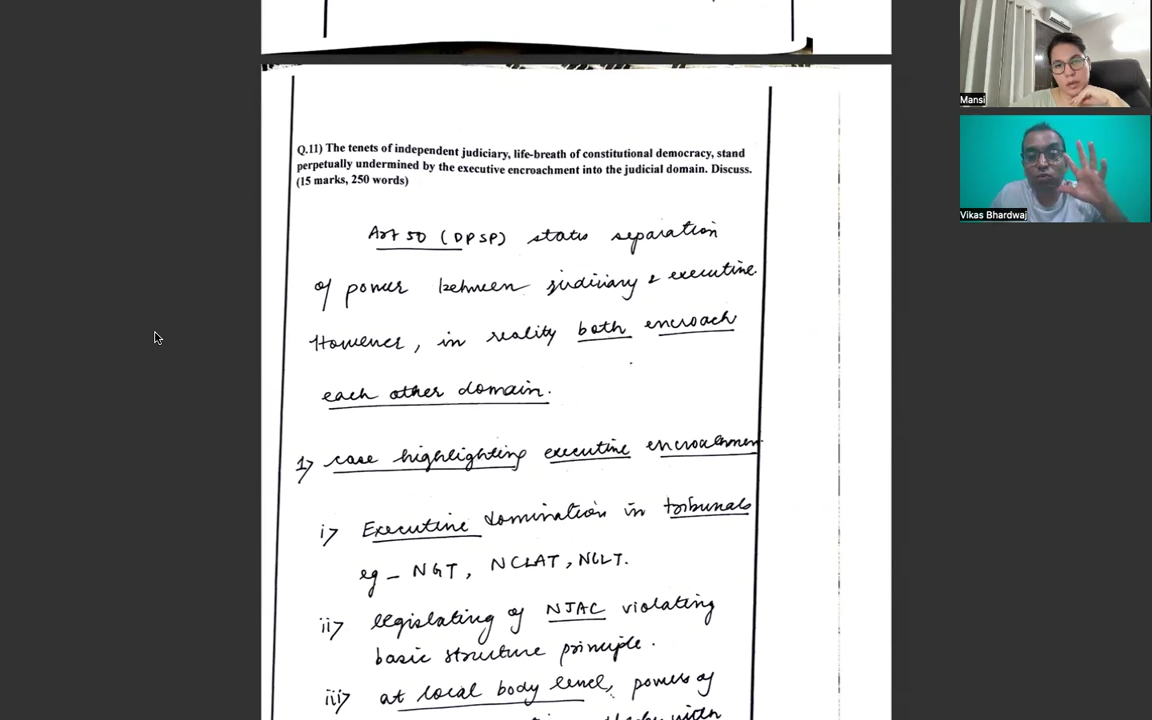 Mansi
Vikas Bhardwaj
Q.11) The tenets of independent judiciary, life-breath of constitutional democracy, stand
perpetually undermined by the executive encroachment into the judicial domain. Discuss.
(15 marks, 250 words)
Art 50 (DPSP) states separation
of power between judiciary & executive.
However, in reality both encroach
each other domain.
1) case highlighting executive encroachment
i) Executive domination in tribunals
eg - NGT, NCLAT, NCLT.
ii) legislating of NJAC violating
basic structure principle.
iii) at local body level, powers of
with